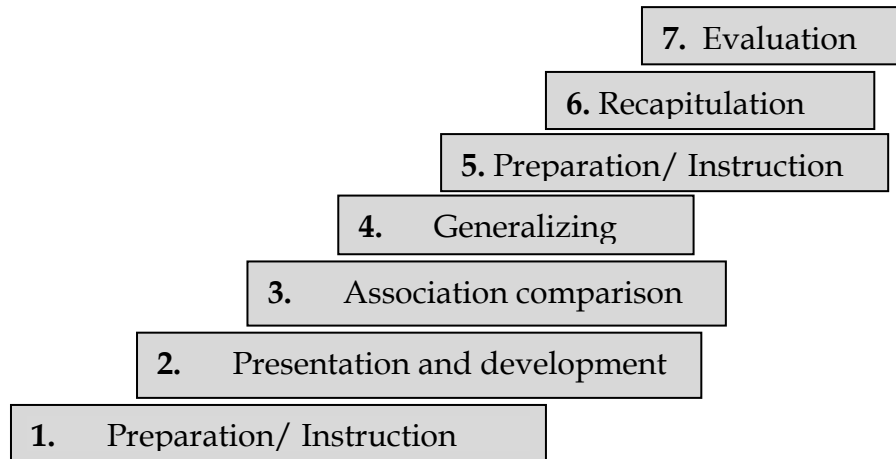 7. Evaluation
6. Recapitulation
5. Preparation/ Instruction
4. Generalizing
3. Association comparison
2. Presentation and development
1. Preparation/ Instruction